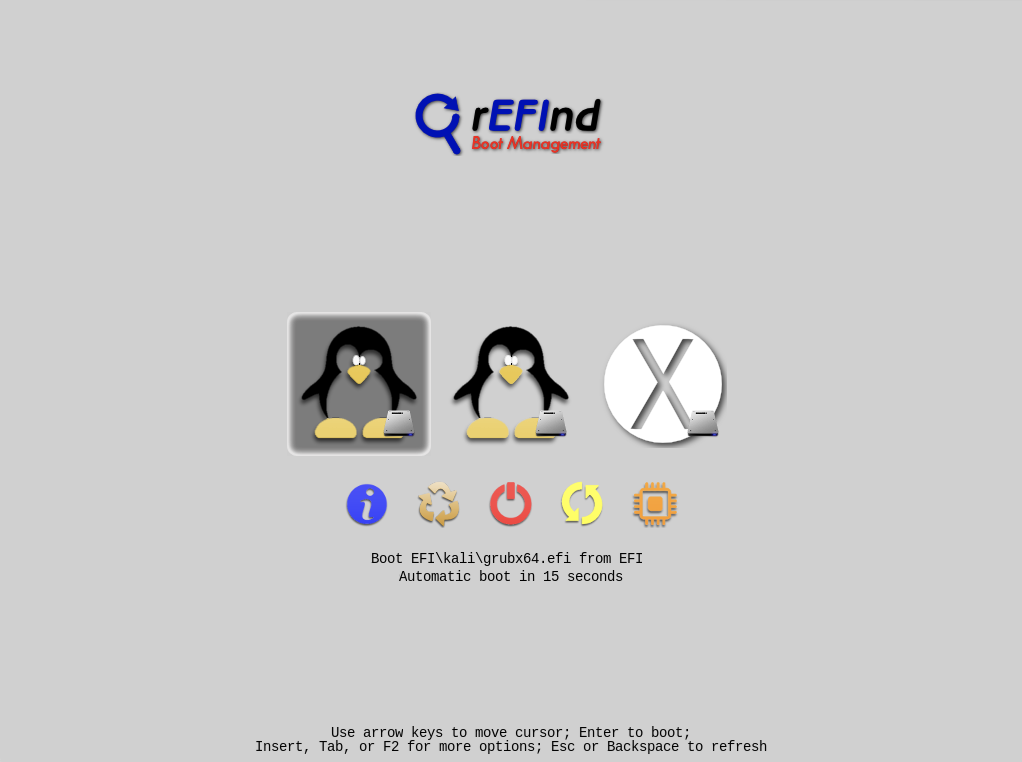 rEFInd
Boot Management
Boot EFI\kali\grubx64.efi from EFI
Automatic boot in 15 seconds
Use arrow keys to move cursor; Enter to boot;
Insert, Tab, or F2 for more options; Esc or Backspace to refresh